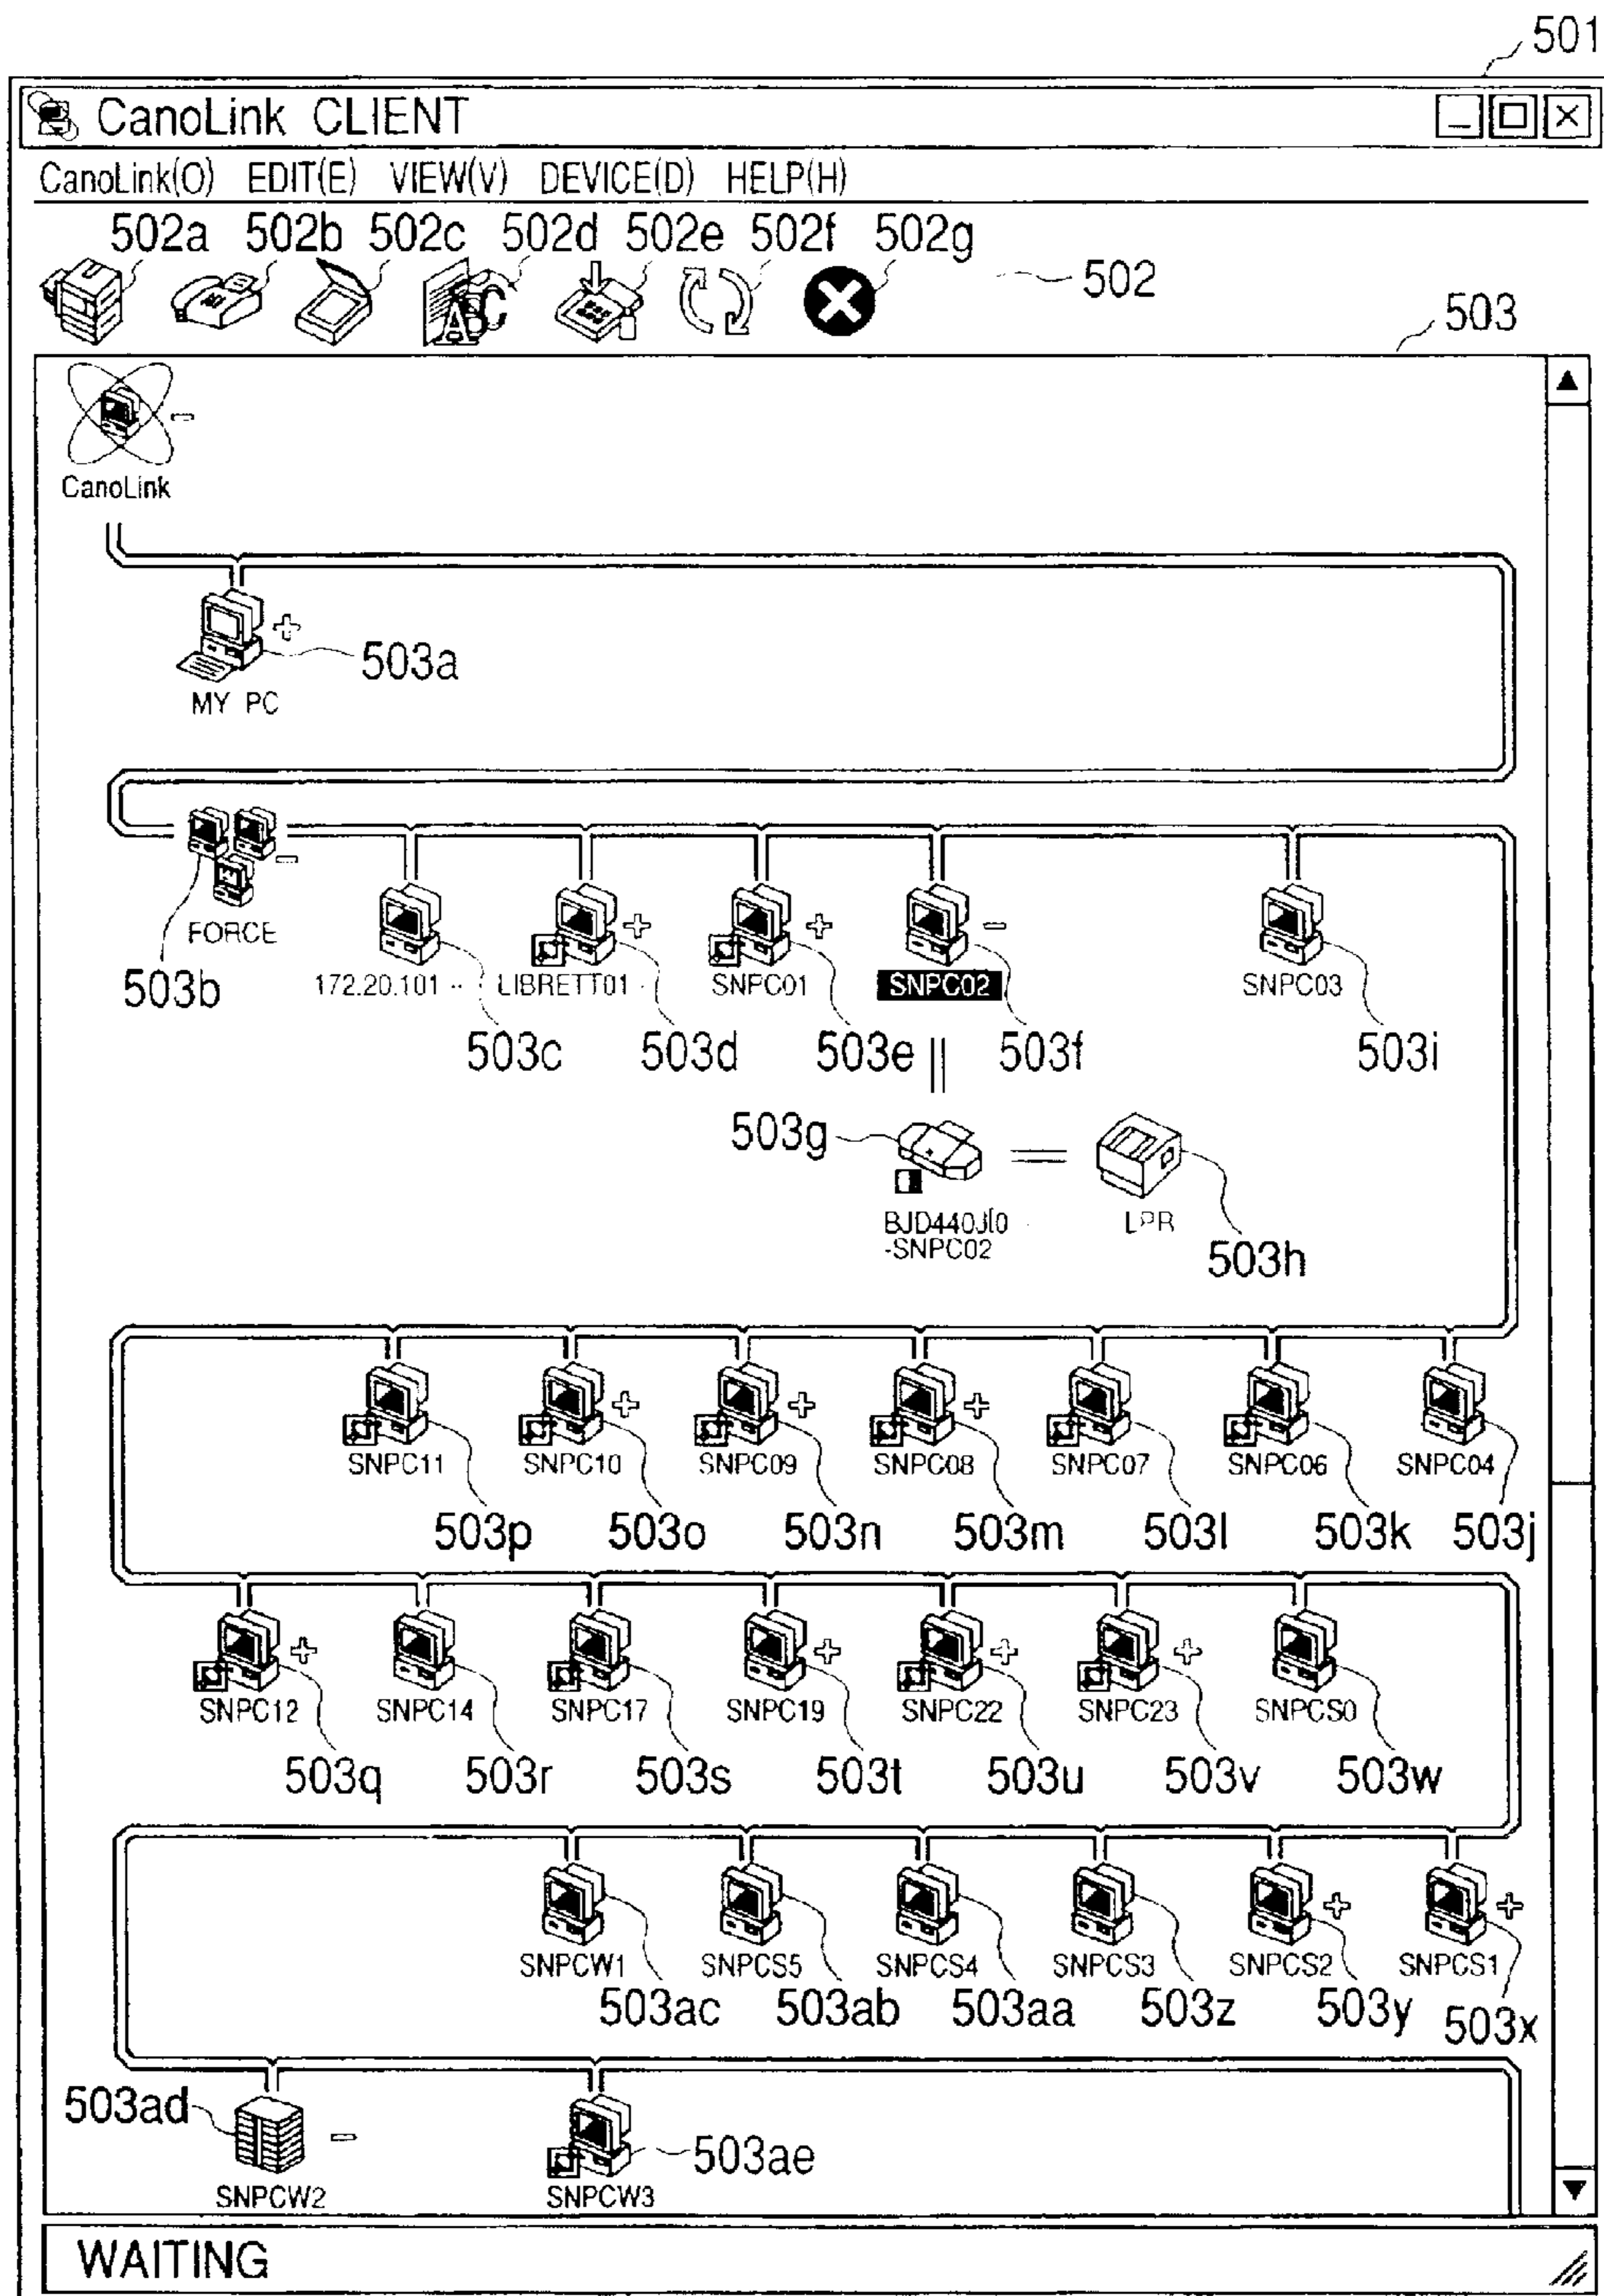 501
CanoLink CLIENT
CanoLink(O) EDIT(E) VIEW(V) DEVICE(D) HELP(H)
502a 502b 502c 502d 502e 502f 502g
502
503
CanoLink
503a
MY PC
FORCE
503b
172.20.101 ·· LIBRETT01 · SNPC01 SNPC02 SNPC03
503c 503d 503e 503f 503i
503g
BJD440J[0 LPR
-SNPC02
503h
SNPC11 SNPC10 SNPC09 SNPC08 SNPC07 SNPC06 SNPC04
503p 503o 503n 503m 503l 503k 503j
SNPC12 SNPC14 SNPC17 SNPC19 SNPC22 SNPC23 SNPCS0
503q 503r 503s 503t 503u 503v 503w
SNPCW1 SNPCS5 SNPCS4 SNPCS3 SNPCS2 SNPCS1
503ac 503ab 503aa 503z 503y 503x
503ad
503ae
SNPCW2 SNPCW3
WAITING